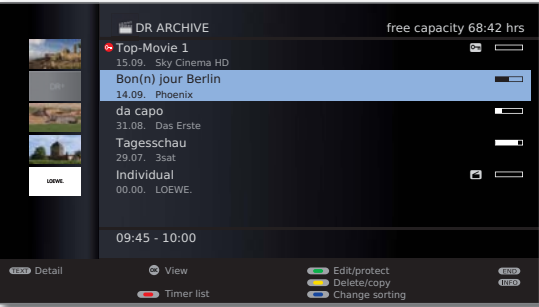 DR ARCHIVE free capacity 68:42 hrs
Top-Movie 1
15.09. Sky Cinema HD
DR+
Bon(n) jour Berlin
14.09. Phoenix
da capo
31.08. Das Erste
Tagesschau
29.07. 3sat
LOEWE.
Individual
00.00. LOEWE.
09:45 - 10:00
TEXT Detail OK View Edit/protect END
Delete/copy INFO
Timer list Change sorting